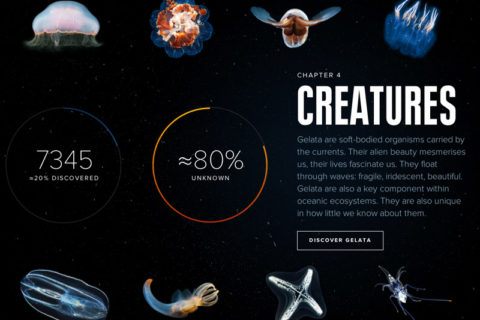 CHAPTER 4
CREATURES
7345
≈20% DISCOVERED
≈80%
UNKNOWN
Gelata are soft-bodied organisms carried by
the currents. Their alien beauty mesmerises
us, their lives fascinate us. They float
through waves: fragile, iridescent, beautiful.
Gelata are also a key component within
oceanic ecosystems. They are also unique
in how little we know about them.
DISCOVER GELATA